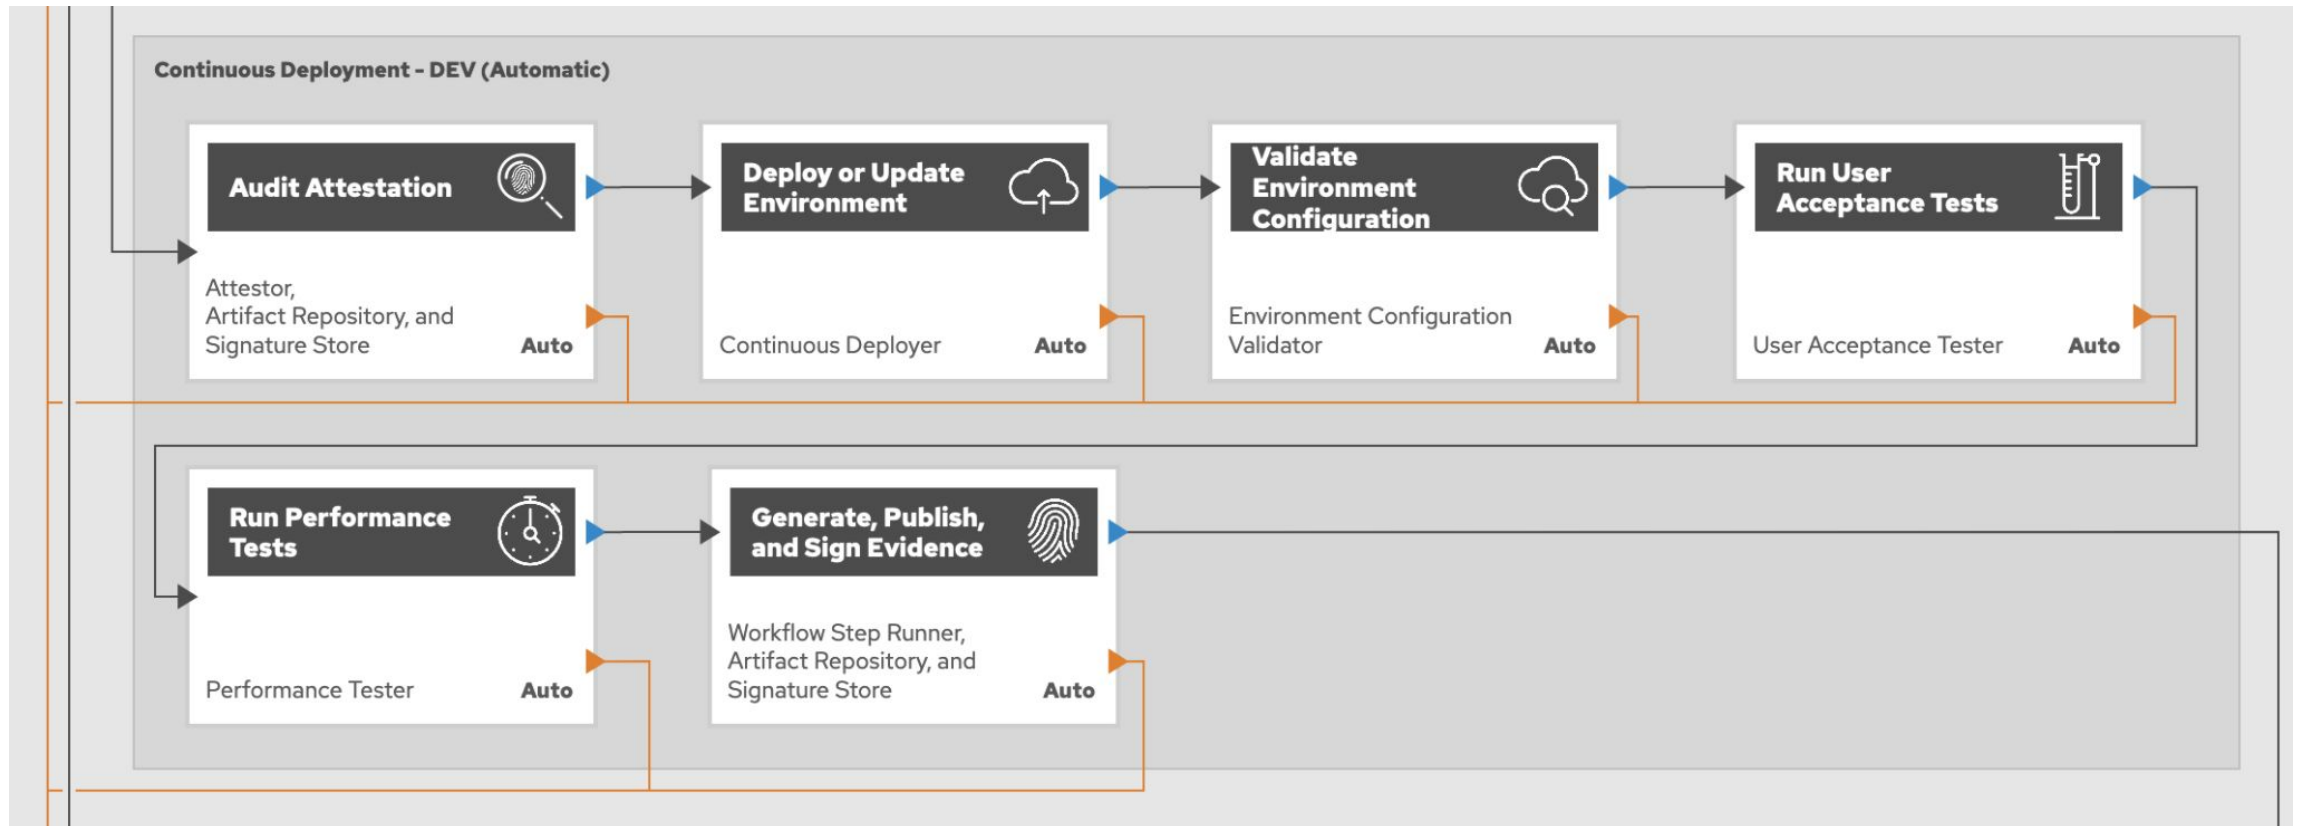 Continuous Deployment - DEV (Automatic)
Audit Attestation
Attestor,
Artifact Repository, and
Signature Store
Auto
Deploy or Update
Environment
Continuous Deployer
Auto
Validate
Environment
Configuration
Environment Configuration
Validator
Auto
Run User
Acceptance Tests
User Acceptance Tester
Auto
Run Performance
Tests
Performance Tester
Auto
Generate, Publish,
and Sign Evidence
Workflow Step Runner,
Artifact Repository, and
Signature Store
Auto